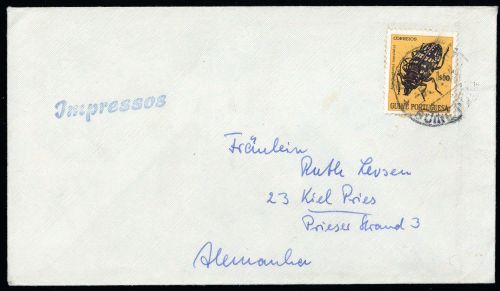 CORREIOS
1$00
GUINÉ PORTUGUESA
Impressos
Fräulein
Ruth Levsen
23 Kiel Pries
Prieser Strand 3
Alemanha